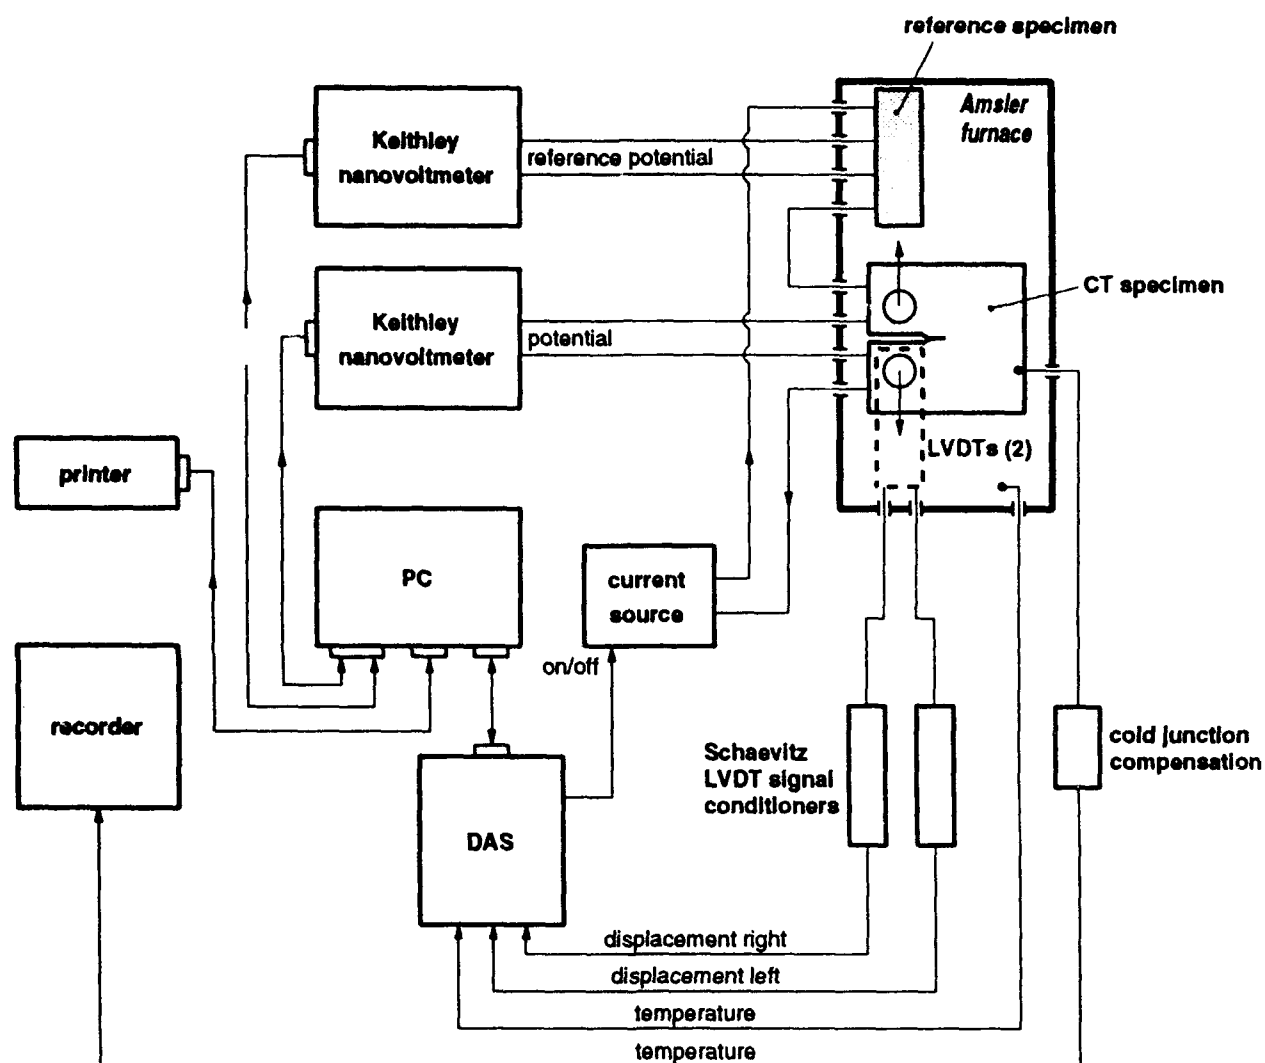 reference specimen
Amsler
furnace
Keithley
nanovoltmeter
reference potential
CT specimen
Keithley
nanovoltmeter
potential
LVDTs (2)
printer
PC
current
source
on/off
recorder
Schaevitz
LVDT signal
conditioners
cold junction
compensation
DAS
displacement right
displacement left
temperature
temperature